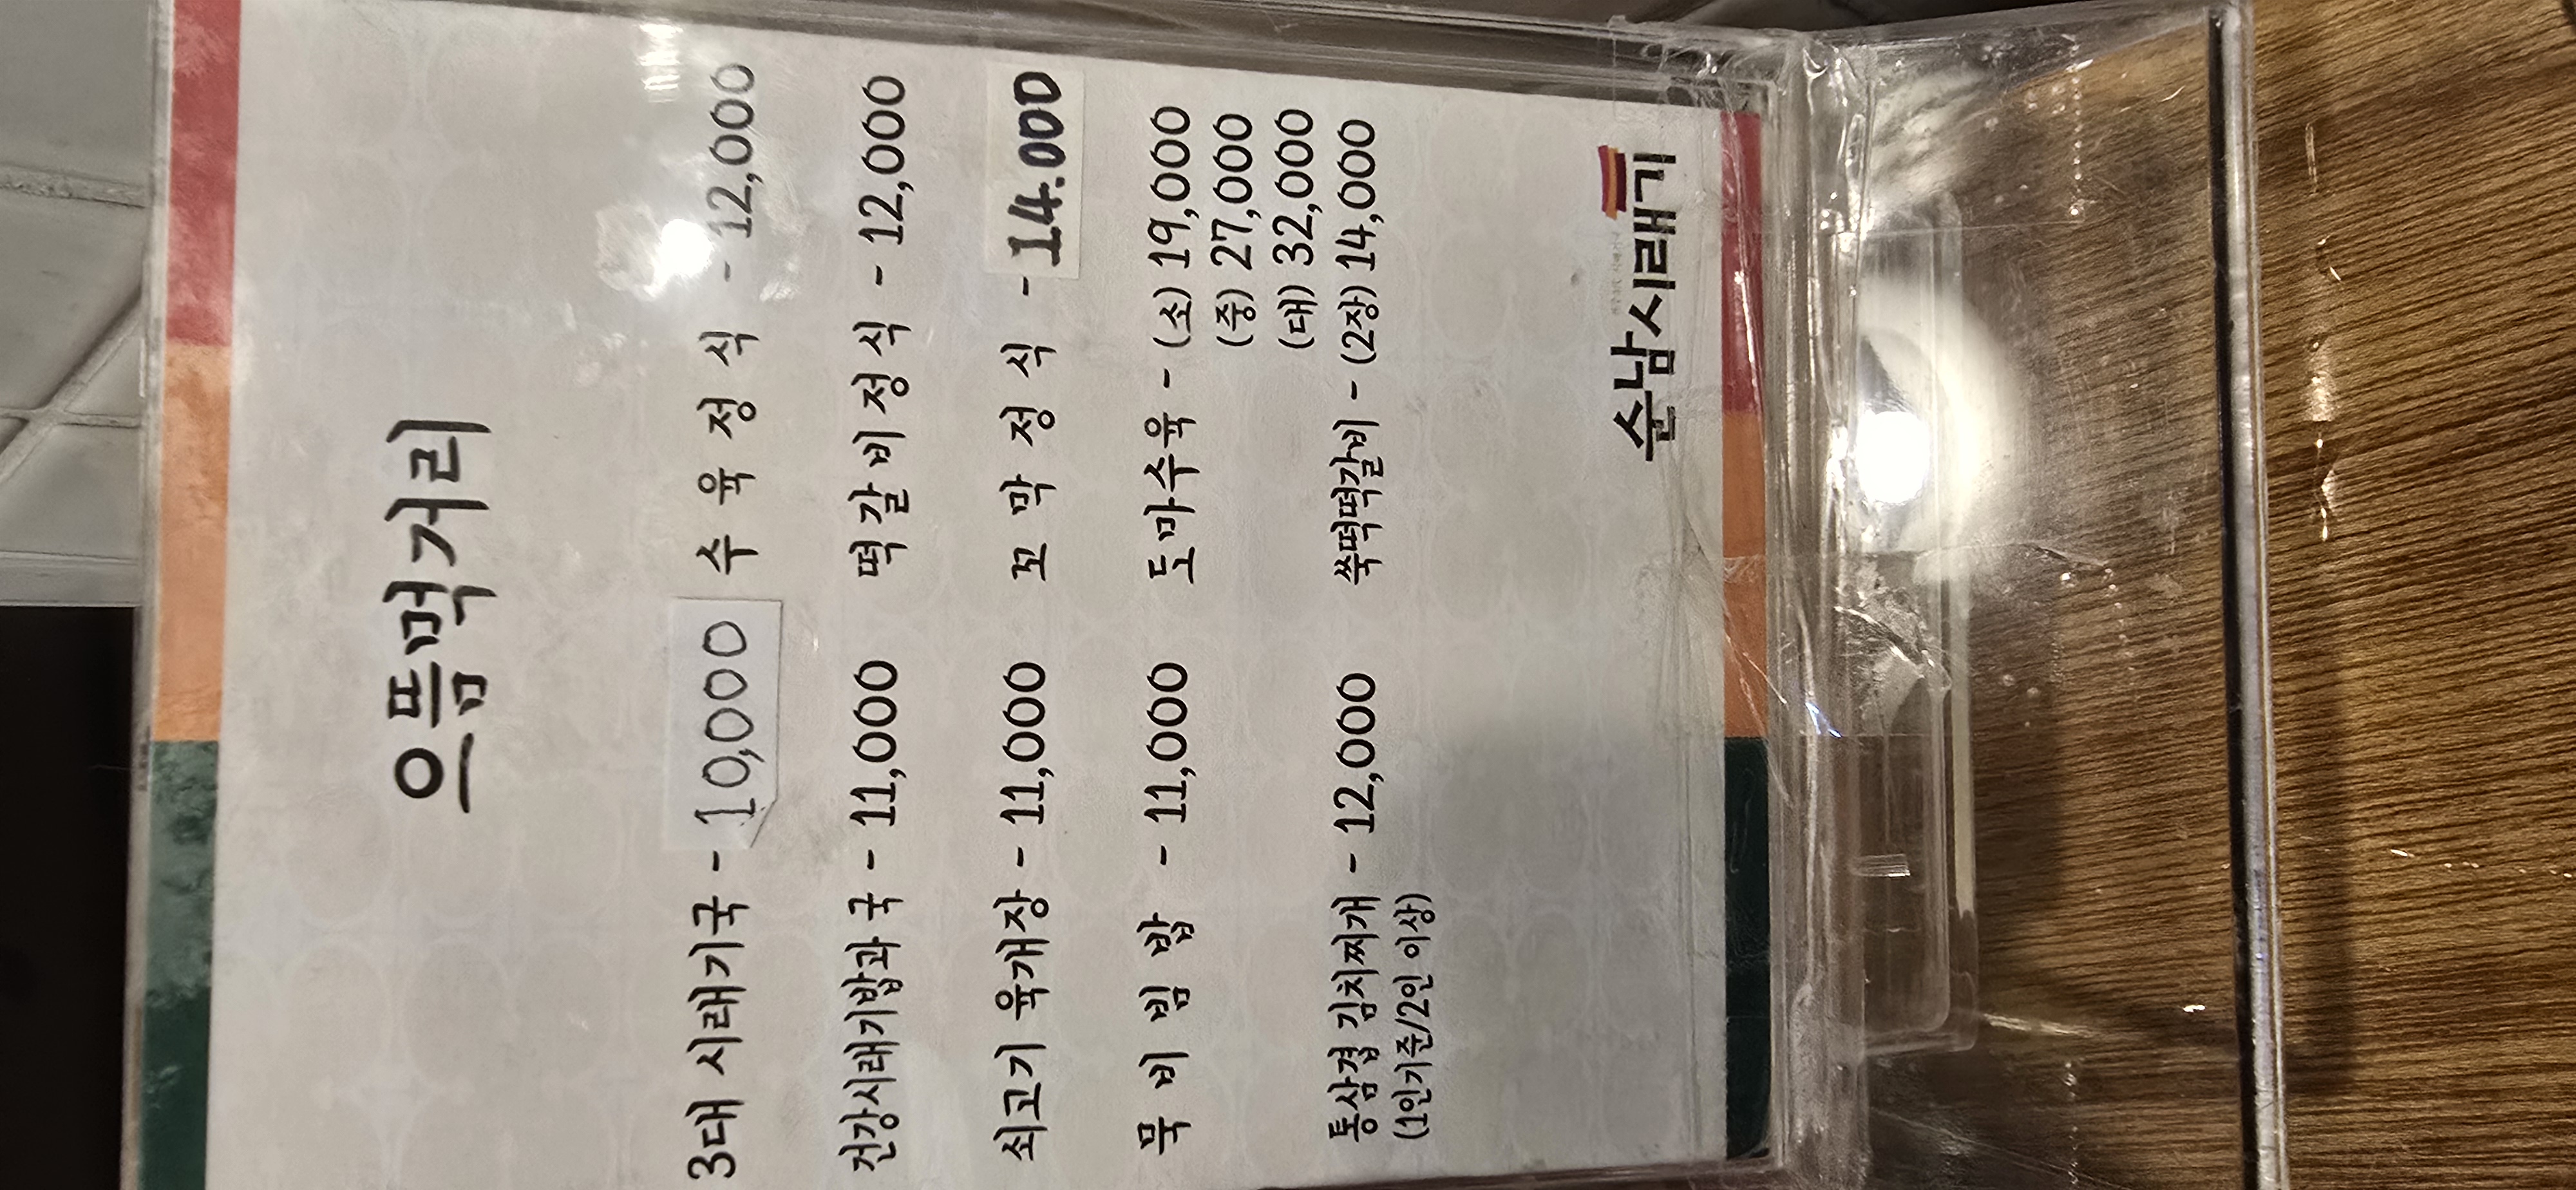 으뜸먹거리
3대 시래기국 - 10,000
건강시래기밥과 국 - 11,000
쇠고기 육개장 - 11,000
묵 비 빔 밥 - 11,000
통삼겹 김치찌개 - 12,000
(1인기준/2인 이상)
수 육 정 식 - 12,000
떡 갈 비 정 식 - 12,000
꼬 막 정 식 - 14.000
도마수육 - (소) 19,000
(중) 27,000
(대) 32,000
쑥떡떡갈비 - (2장) 14,000
순남시래기